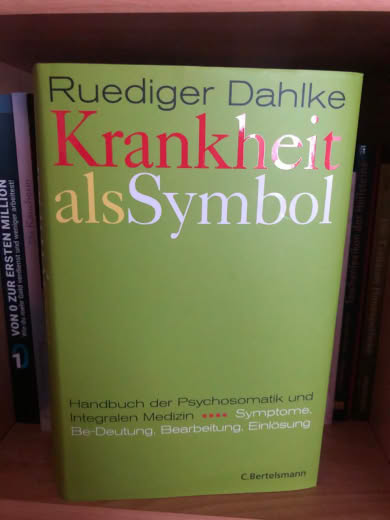 Ruediger Dahlke
Krankheit
alsSymbol
Handbuch der Psychosomatik und
Integralen Medizin **** Symptome,
Be-Deutung, Bearbeitung, Einlösung
C.Bertelsmann
VON 0 ZUR ERSTEN MILLION